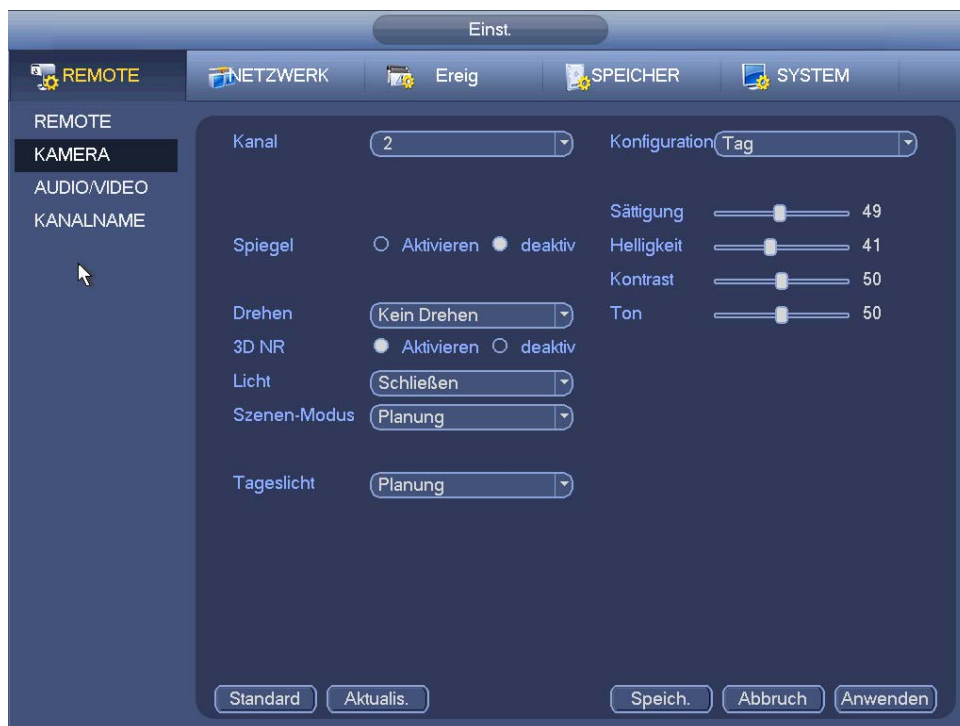 Einst.
REMOTE NETZWERK Ereig SPEICHER SYSTEM
REMOTE
KAMERA
AUDIO/VIDEO
KANALNAME
Kanal 2 Konfiguration Tag
Sättigung 49
Spiegel Aktivieren deaktiv Helligkeit 41
Kontrast 50
Drehen Kein Drehen Ton 50
3D NR Aktivieren deaktiv
Licht Schließen
Szenen-Modus Planung
Tageslicht Planung
Standard Aktualis. Speich. Abbruch Anwenden